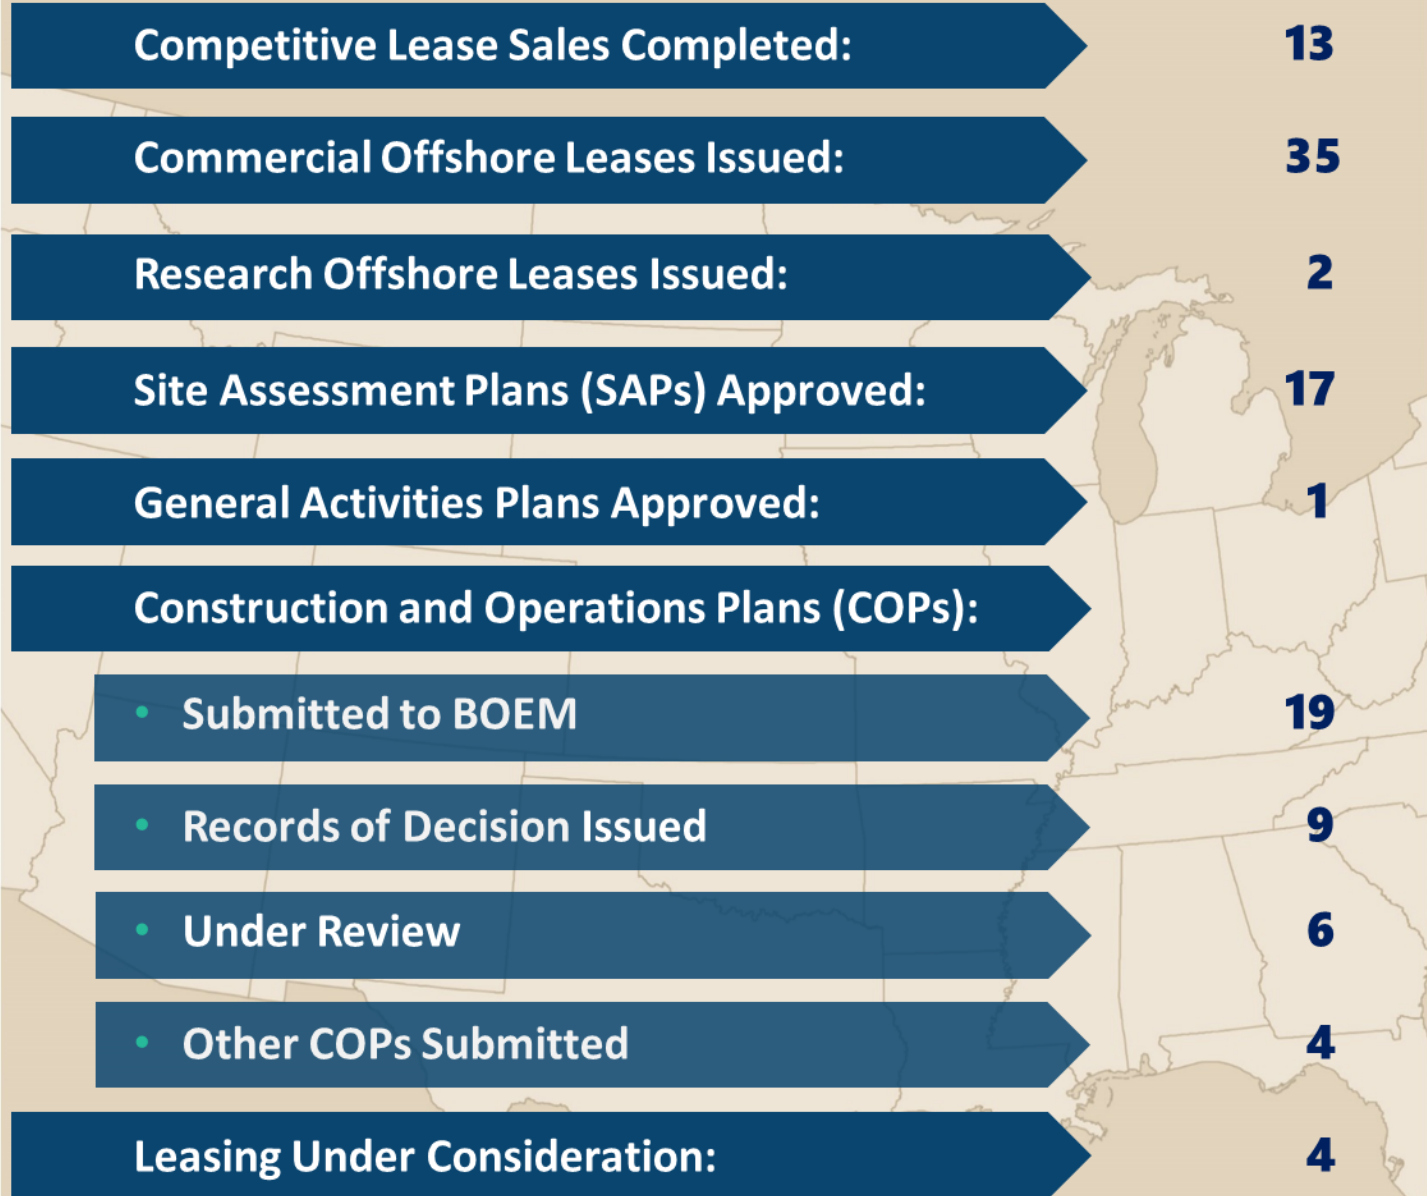 Competitive Lease Sales Completed: 13
Commercial Offshore Leases Issued: 35
Research Offshore Leases Issued: 2
Site Assessment Plans (SAPs) Approved: 17
General Activities Plans Approved: 1
Construction and Operations Plans (COPs):
• Submitted to BOEM 19
• Records of Decision Issued 9
• Under Review 6
• Other COPs Submitted 4
Leasing Under Consideration: 4